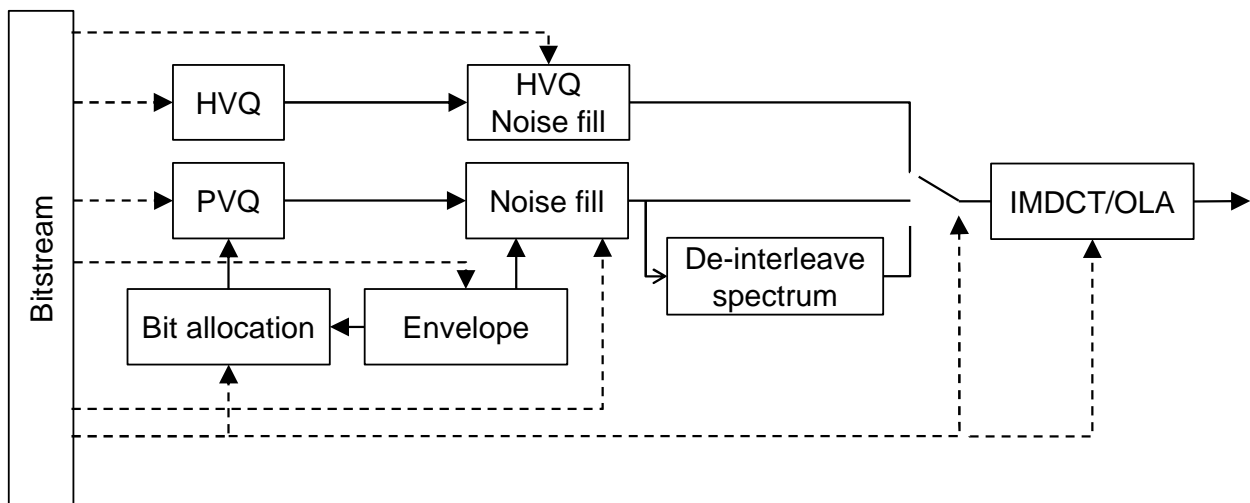 Bitstream
HVQ
HVQ
Noise fill
PVQ
Noise fill
IMDCT/OLA
De-interleave
spectrum
Bit allocation
Envelope